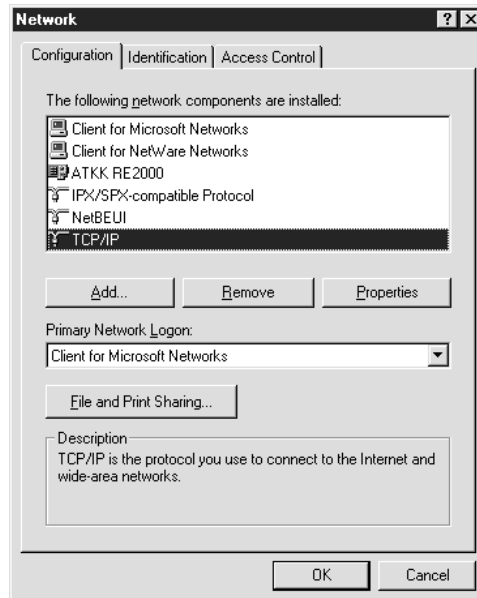 Network
Configuration Identification Access Control
The following network components are installed:
Client for Microsoft Networks
Client for NetWare Networks
ATKK RE2000
IPX/SPX-compatible Protocol
NetBEUI
TCP/IP
Add... Remove Properties
Primary Network Logon:
Client for Microsoft Networks
File and Print Sharing...
Description
TCP/IP is the protocol you use to connect to the Internet and
wide-area networks.
OK Cancel